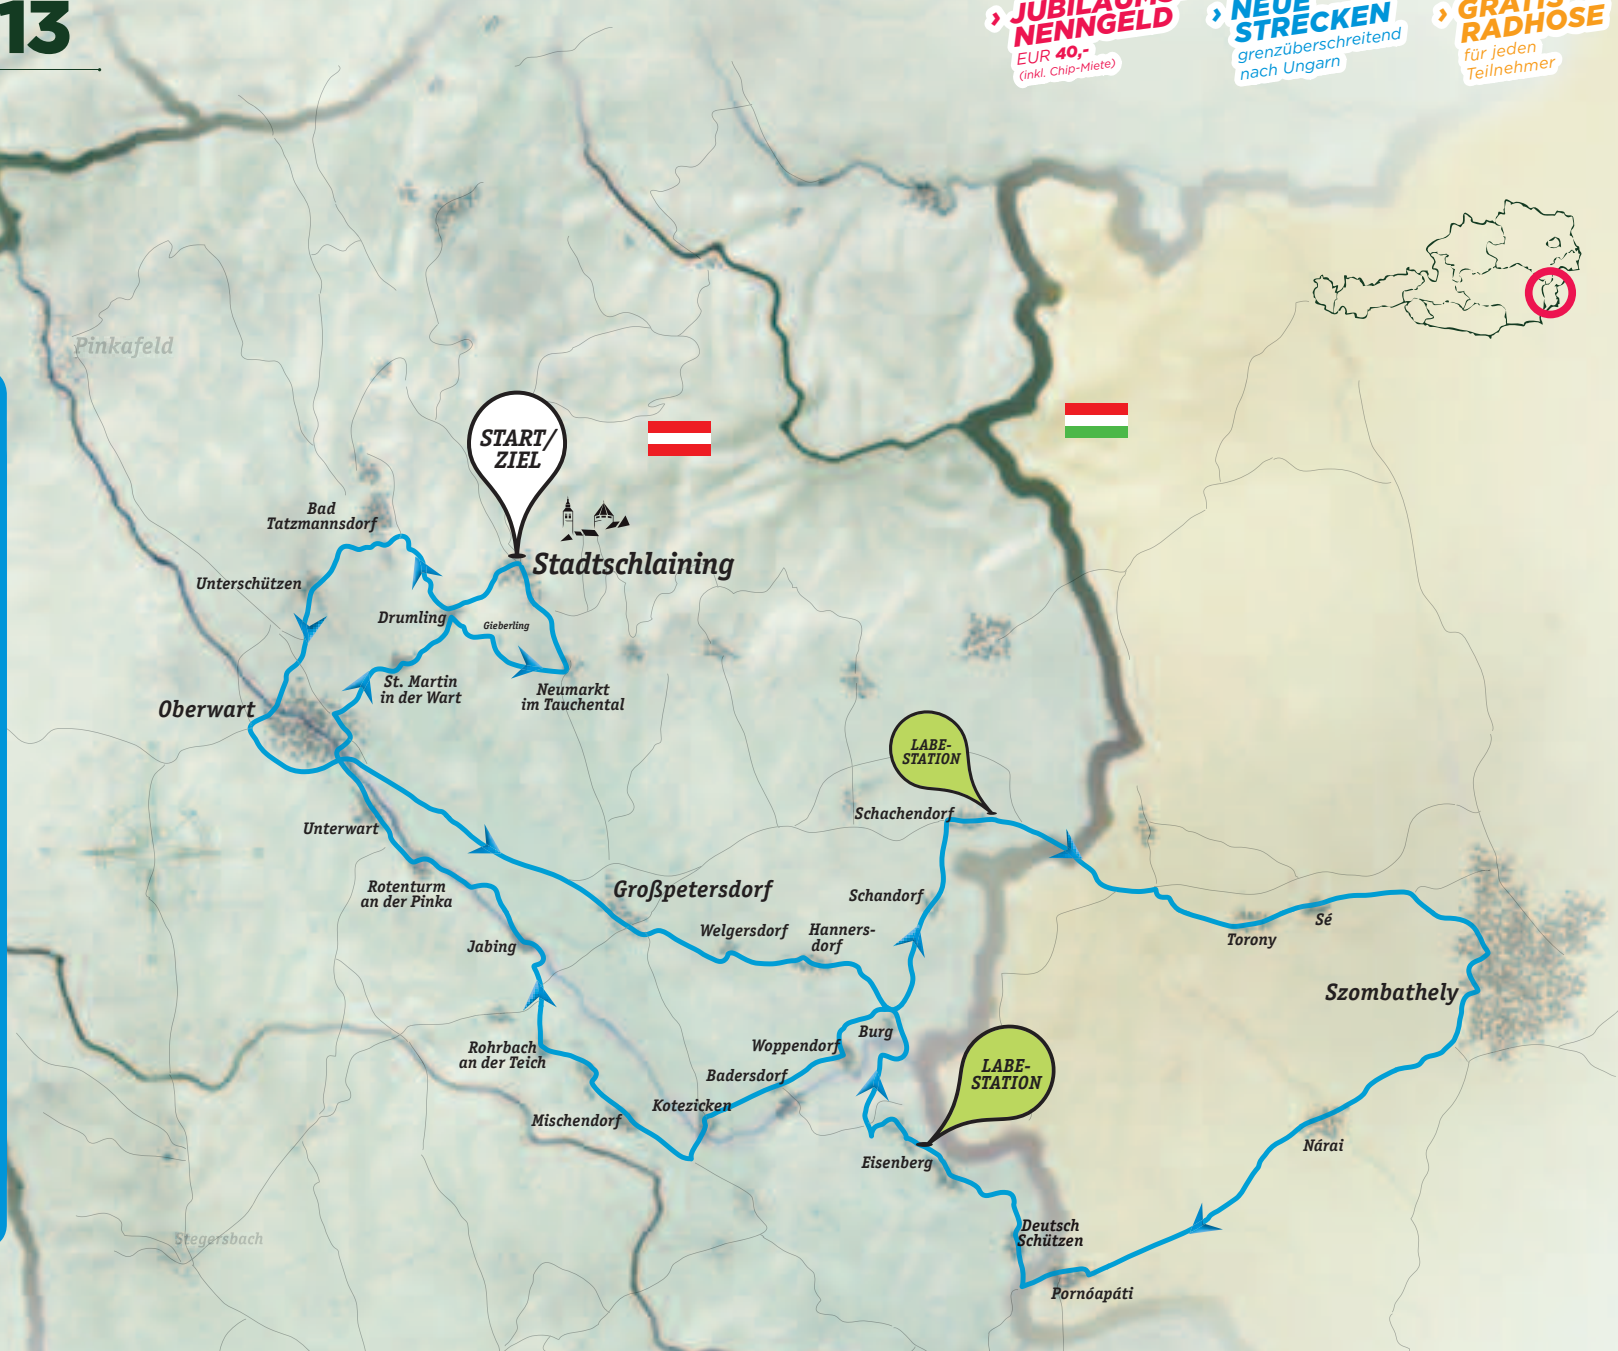 13
› JUBILÄUMS
NENNGELD
EUR 40,-
(inkl. Chip-Miete)
› NEUE
STRECKEN
grenzüberschreitend
nach Ungarn
› GRATIS
RADHOSE
für jeden
Teilnehmer
Pinkafeld
START/
ZIEL
Bad
Tatzmannsdorf
Stadtschlaining
Unterschützen
Drumling
Gieberling
St. Martin
in der Wart
Neumarkt
im Tauchental
Oberwart
LABE-
STATION
Schachendorf
Unterwart
Rotenturm
an der Pinka
Großpetersdorf
Schandorf
Jabing
Welgersdorf
Hanners-
dorf
Torony
Sé
Szombathely
Burg
Woppendorf
Rohrbach
an der Teich
Badersdorf
LABE-
STATION
Kotezicken
Mischendorf
Eisenberg
Nárai
Stegersbach
Deutsch
Schützen
Pornóapáti